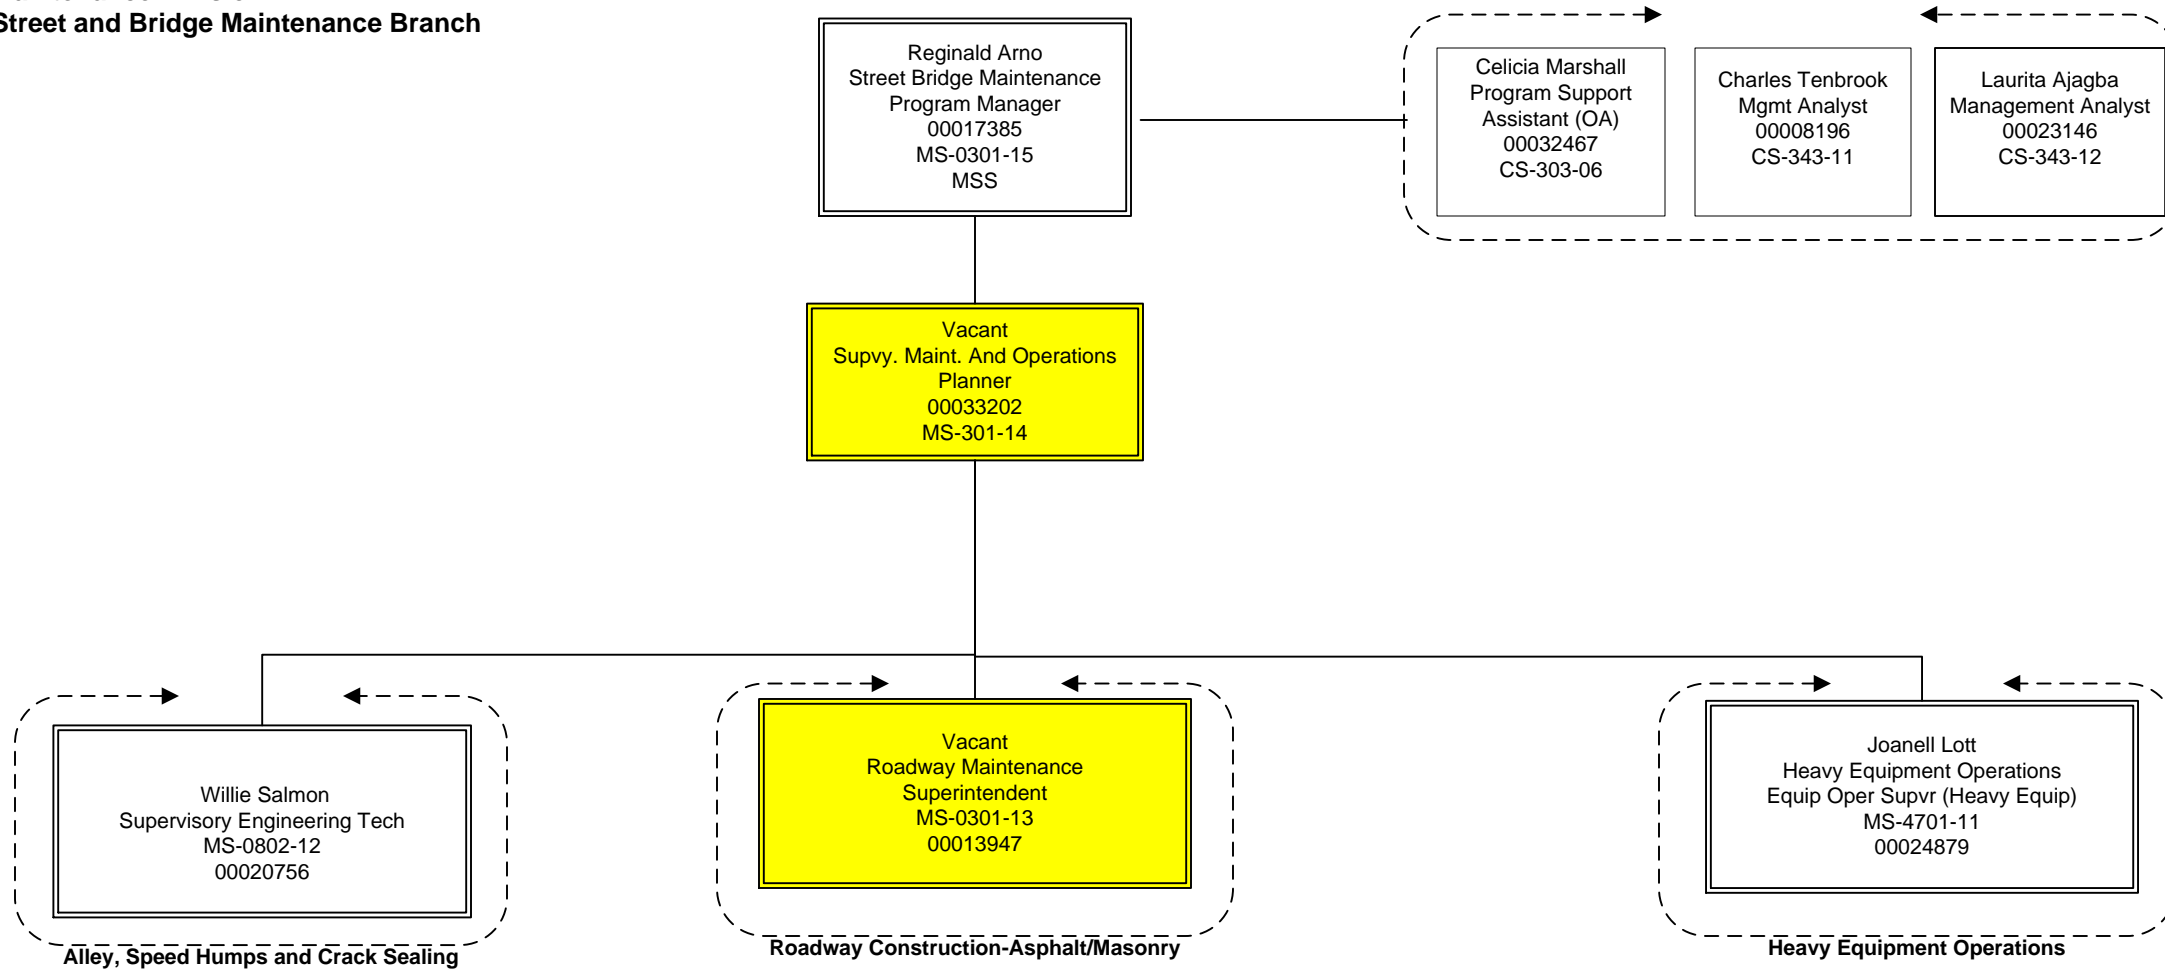 Street and Bridge Maintenance Branch
Reginald Arno
Street Bridge Maintenance
Program Manager
00017385
MS-0301-15
MSS
Celicia Marshall
Program Support
Assistant (OA)
00032467
CS-303-06
Charles Tenbrook
Mgmt Analyst
00008196
CS-343-11
Laurita Ajagba
Management Analyst
00023146
CS-343-12
Vacant
Supvy. Maint. And Operations
Planner
00033202
MS-301-14
Willie Salmon
Supervisory Engineering Tech
MS-0802-12
00020756
Alley, Speed Humps and Crack Sealing
Vacant
Roadway Maintenance
Superintendent
MS-0301-13
00013947
Roadway Construction-Asphalt/Masonry
Joanell Lott
Heavy Equipment Operations
Equip Oper Supvr (Heavy Equip)
MS-4701-11
00024879
Heavy Equipment Operations